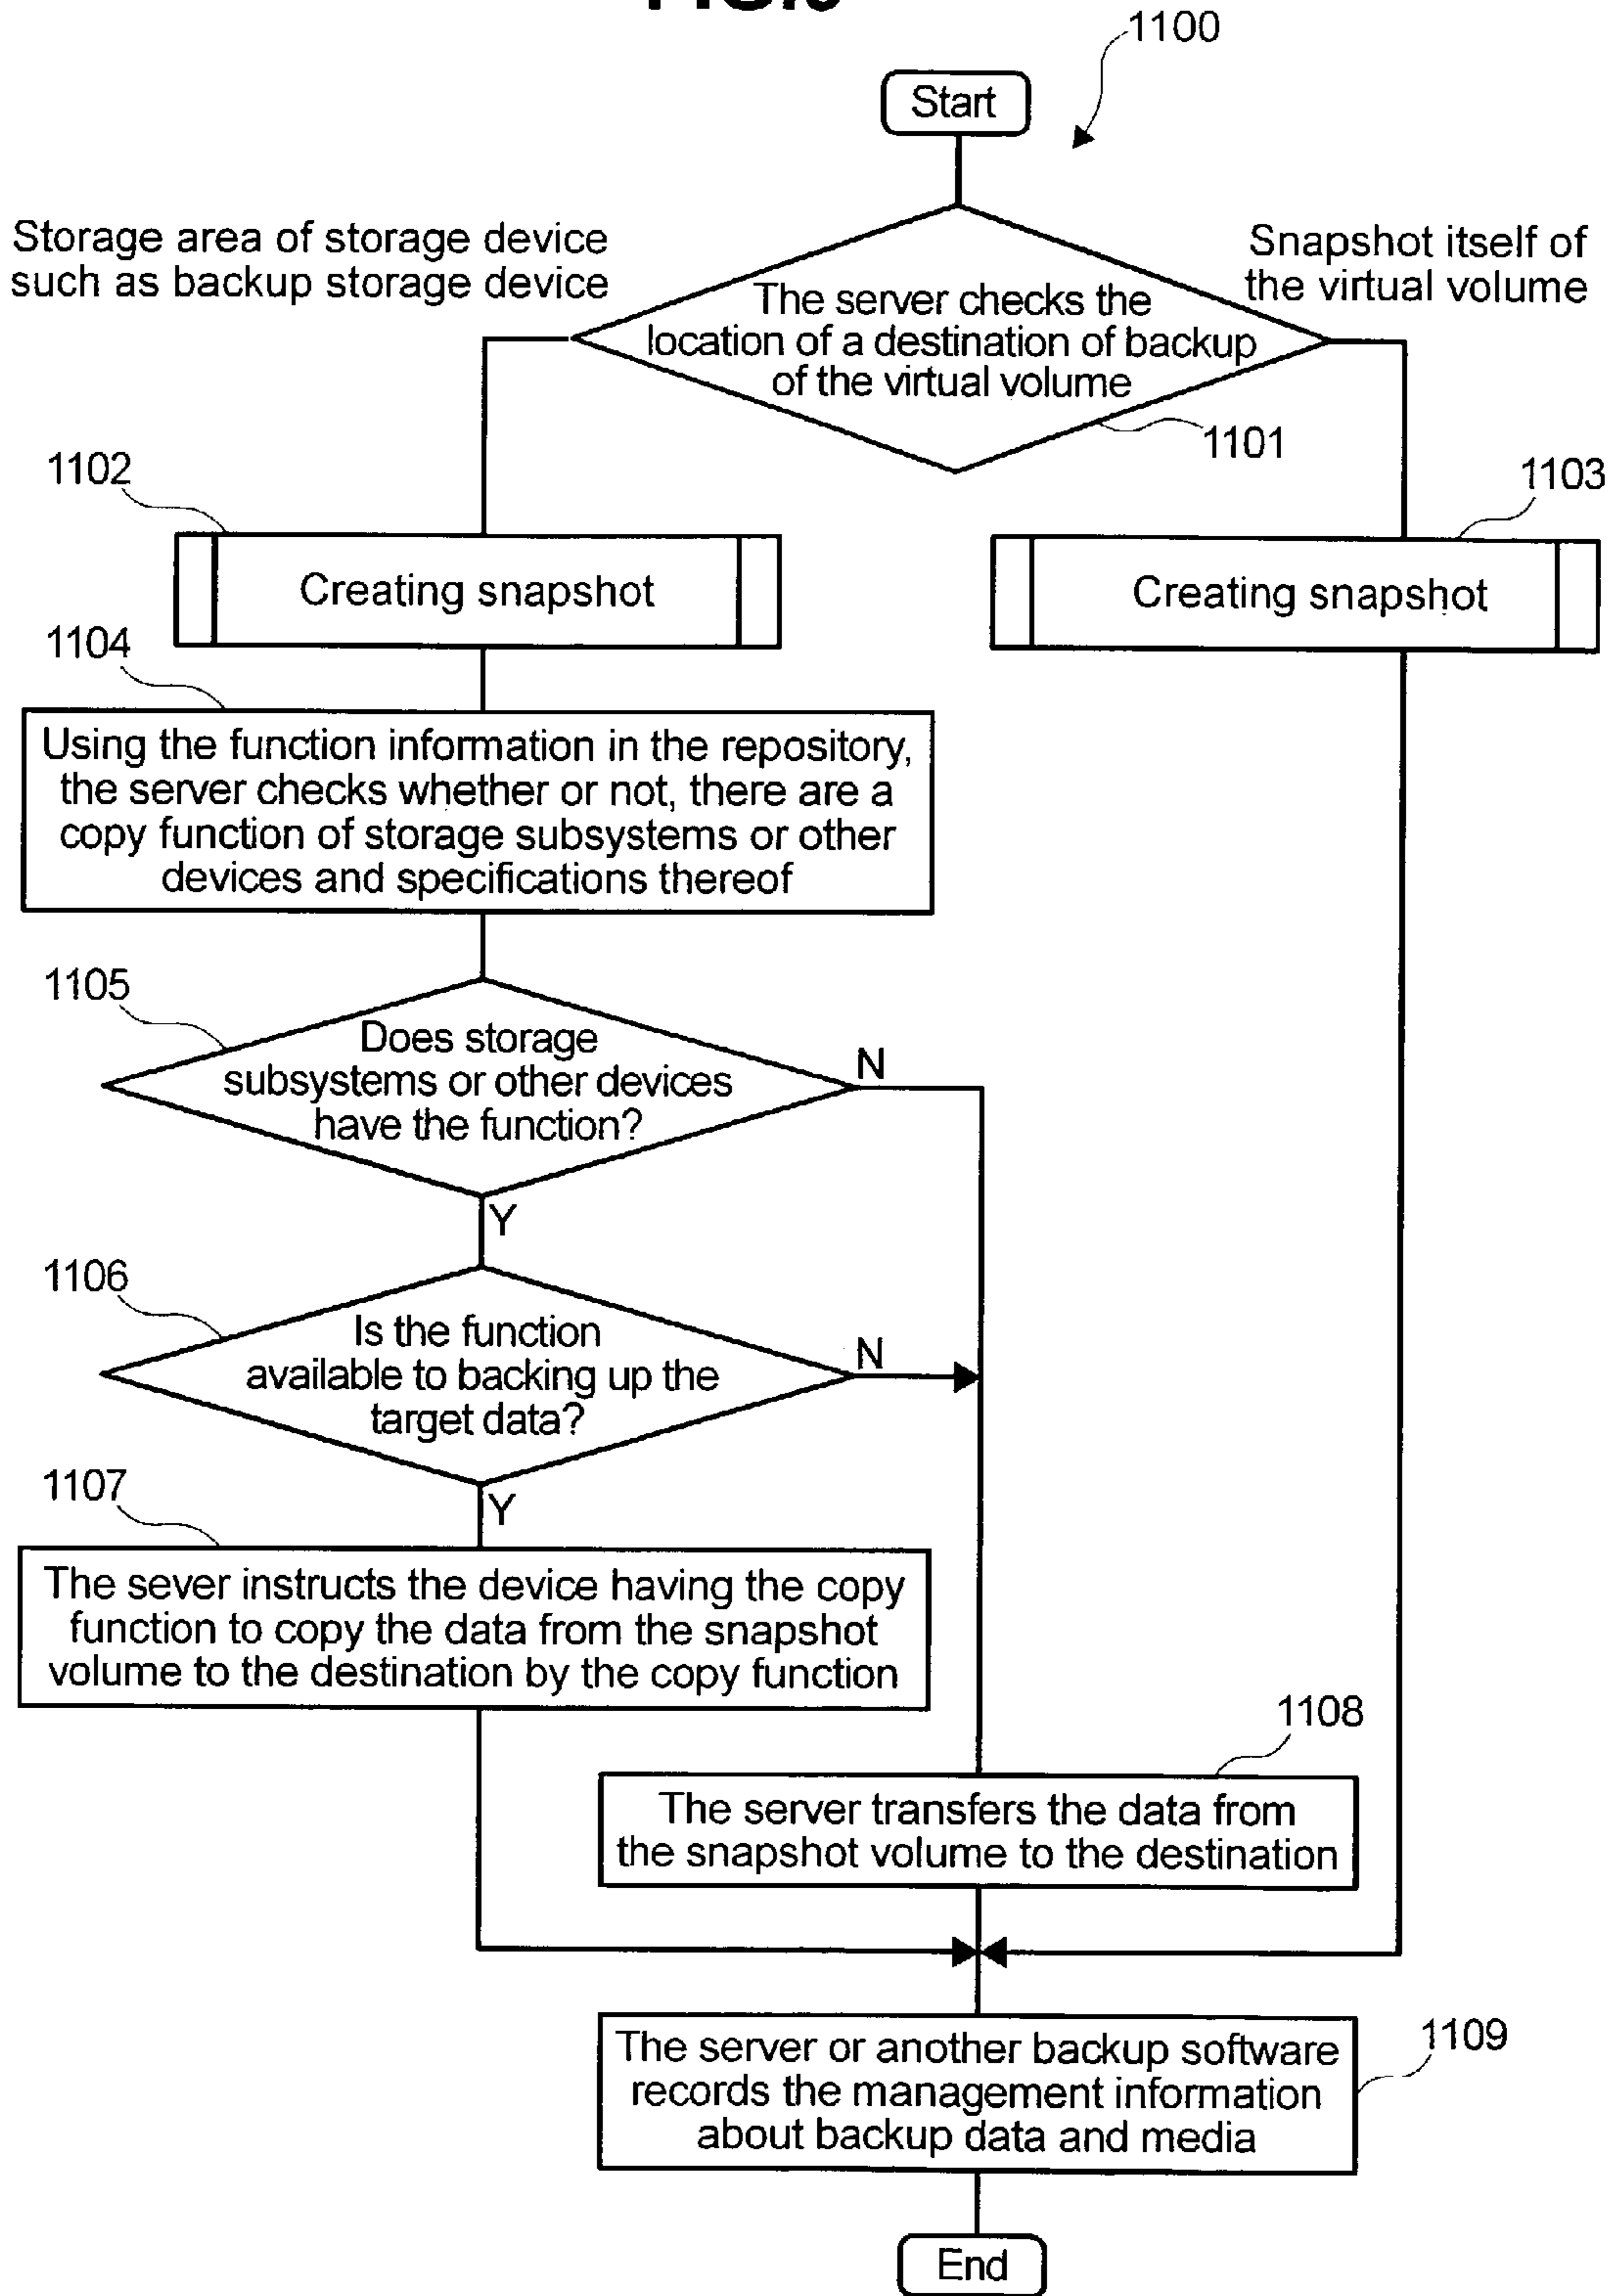 1100
Start
Storage area of storage device
such as backup storage device
Snapshot itself of
the virtual volume
The server checks the
location of a destination of backup
of the virtual volume
1101
1102
1103
Creating snapshot
Creating snapshot
1104
Using the function information in the repository,
the server checks whether or not, there are a
copy function of storage subsystems or other
devices and specifications thereof
1105
Does storage
subsystems or other devices
have the function?
N
Y
1106
Is the function
available to backing up the
target data?
N
Y
1107
The sever instructs the device having the copy
function to copy the data from the snapshot
volume to the destination by the copy function
1108
The server transfers the data from
the snapshot volume to the destination
The server or another backup software
records the management information
about backup data and media
1109
End